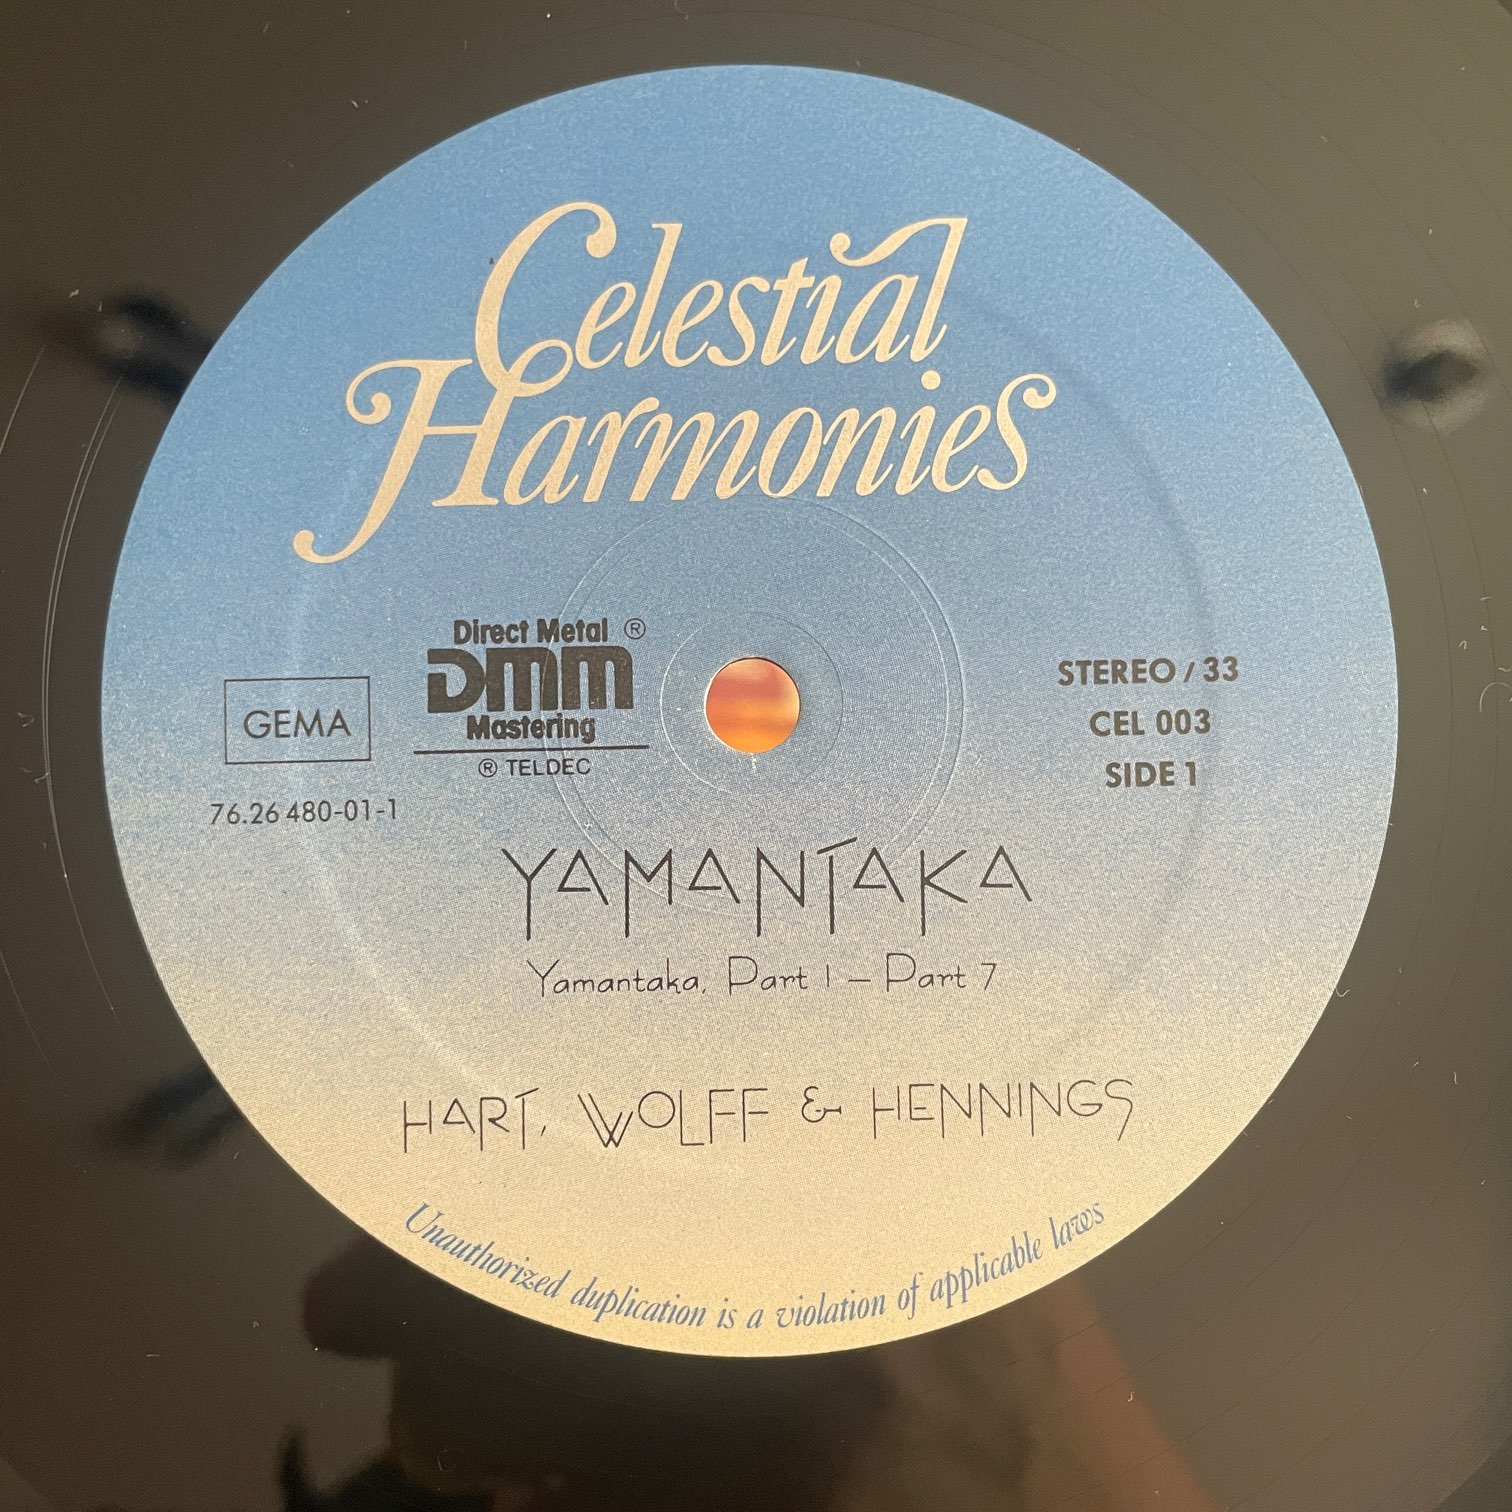 Celestial
Harmonies
Direct Metal ®
DMM
Mastering
® TELDEC
GEMA
76.26 480-01-1
STEREO / 33
CEL 003
SIDE 1
YAMANTAKA
Yamantaka, Part 1 – Part 7
HART, WOLFF & HENNINGS
Unauthorized duplication is a violation of applicable laws